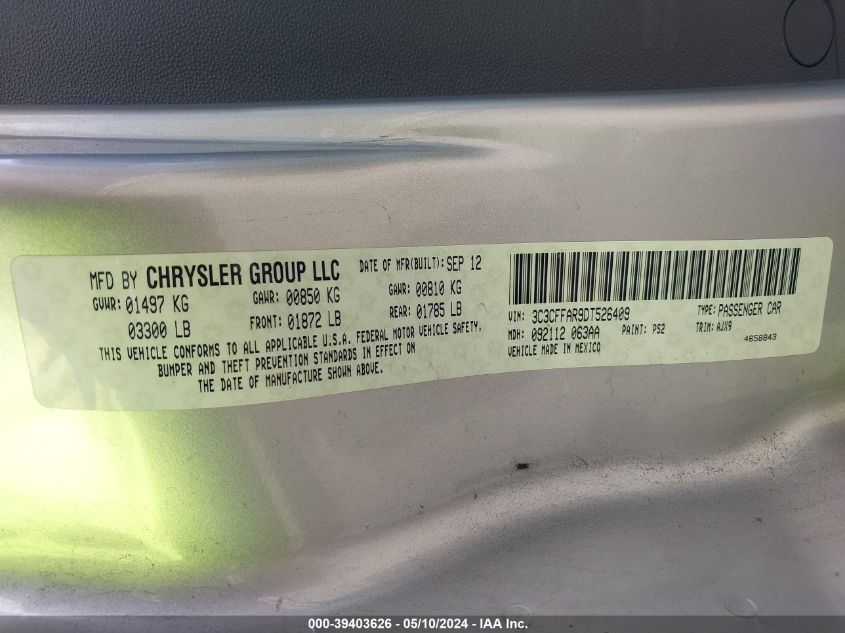 MFD BY CHRYSLER GROUP LLC DATE OF MFR(BUILT): SEP 12
GVWR: 01497 KG GAWR: 00850 KG GAWR: 00810 KG
03300 LB FRONT: 01872 LB REAR: 01785 LB
THIS VEHICLE CONFORMS TO ALL APPLICABLE U.S.A. FEDERAL MOTOR VEHICLE SAFETY,
BUMPER AND THEFT PREVENTION STANDARDS IN EFFECT ON
THE DATE OF MANUFACTURE SHOWN ABOVE.
VIN: 3C3CFFAR9DT526409 TYPE: PASSENGER CAR
MDH: 092112 063AA PAINT: PS2 TRIM: AJX9
VEHICLE MADE IN MEXICO 4658843
000-39403626 - 05/10/2024 - IAA Inc.